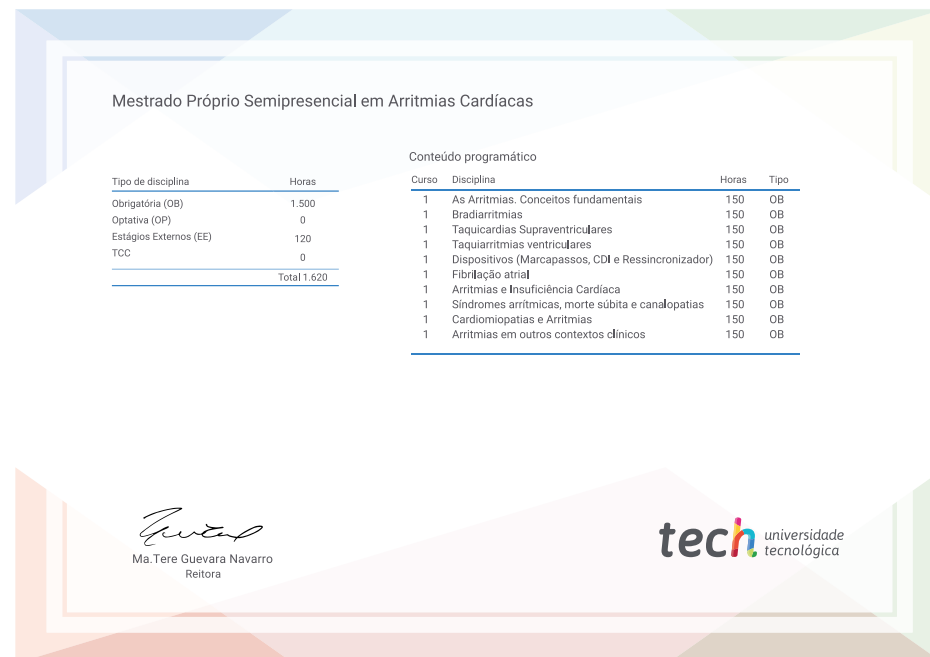 Mestrado Próprio Semipresencial em Arritmias Cardíacas
Tipo de disciplina Horas
Obrigatória (OB) 1.500
Optativa (OP) 0
Estágios Externos (EE) 120
TCC 0
Total 1.620
Conteúdo programático
Curso Disciplina Horas Tipo
1 As Arritmias. Conceitos fundamentais 150 OB
1 Bradiarritmias 150 OB
1 Taquicardias Supraventriculares 150 OB
1 Taquiarritmias ventriculares 150 OB
1 Dispositivos (Marcapassos, CDI e Ressincronizador) 150 OB
1 Fibrilação atrial 150 OB
1 Arritmias e Insuficiência Cardíaca 150 OB
1 Síndromes arrítmicas, morte súbita e canalopatias 150 OB
1 Cardiomiopatias e Arritmias 150 OB
1 Arritmias em outros contextos clínicos 150 OB
Ma.Tere Guevara Navarro
Reitora
tech universidade
tecnológica